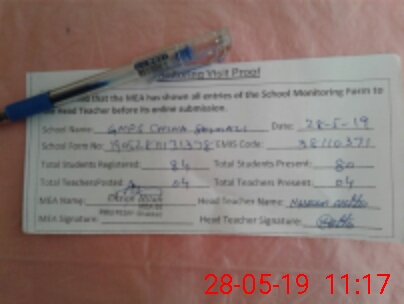 Monitoring Visit Proof
that the MEA has shown all entries of the School Monitoring Form to
Head Teacher before its online submission.
School Name: GMPS CHINA Date: 28-5-19
School Form No: EMIS Code: 38110371
Total Students Registered: 84 Total Students Present: 80
Total Teachers Posted: 04 Total Teachers Present: 04
MEA Name: Head Teacher Name:
MEA Signature: Head Teacher Signature:
28-05-19 11:17